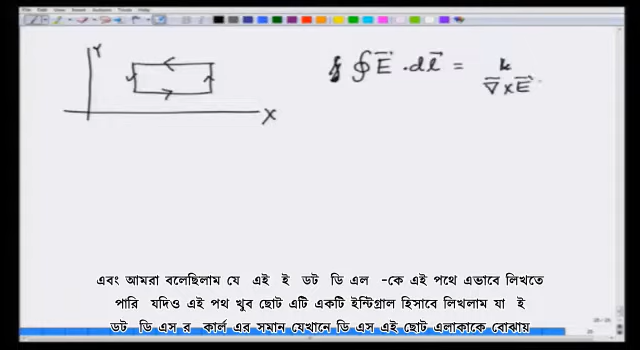 Y
X
∮ E⃗ . dl⃗ =
k
∇⃗ × E⃗
এবং আমরা বলেছিলাম যে এই ই ডট ডি এল -কে এই পথে এভাবে লিখতে
পারি যদিও এই পথ খুব ছোট এটি একটি ইন্টিগ্রাল হিসাবে লিখলাম যা ই
ডট ডি এস র কার্ল এর সমান যেখানে ডি এস এই ছোট এলাকাকে বোঝায়